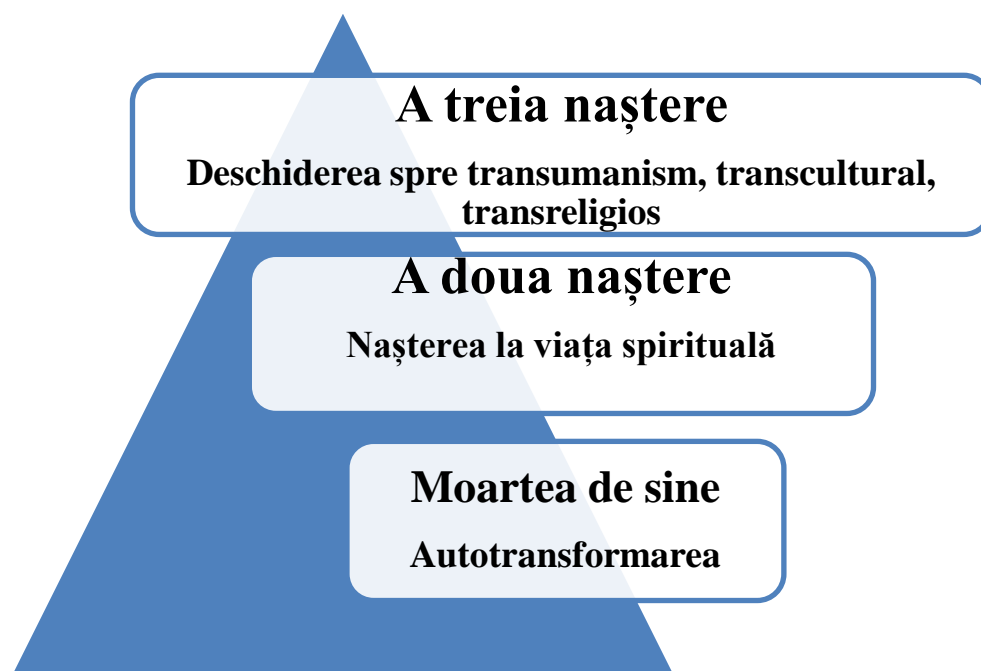 A treia naștere
Deschiderea spre transumanism, transcultural,
transreligios
A doua naștere
Nașterea la viața spirituală
Moartea de sine
Autotransformarea